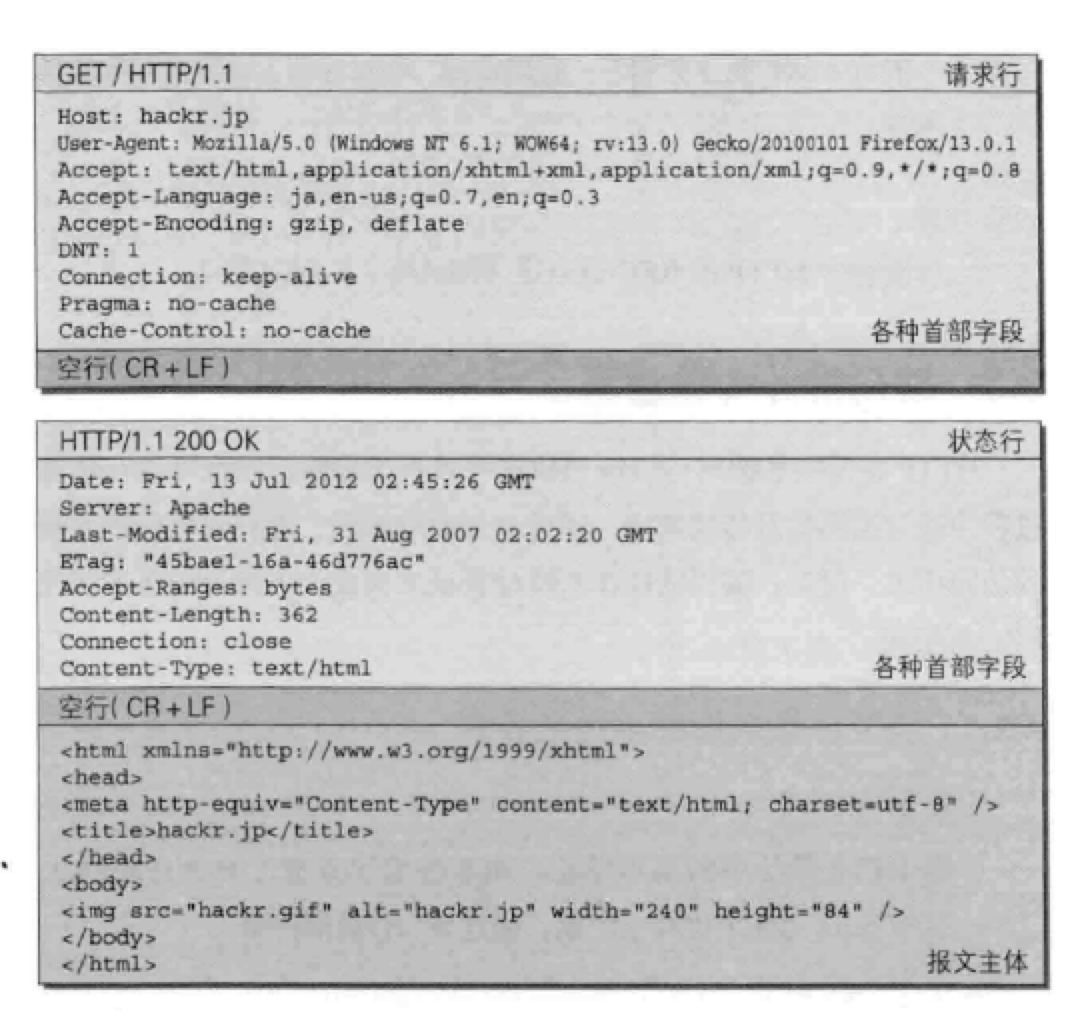 GET / HTTP/1.1 请求行
Host: hackr.jp
User-Agent: Mozilla/5.0 (Windows NT 6.1; WOW64; rv:13.0) Gecko/20100101 Firefox/13.0.1
Accept: text/html,application/xhtml+xml,application/xml;q=0.9,*/*;q=0.8
Accept-Language: ja,en-us;q=0.7,en;q=0.3
Accept-Encoding: gzip, deflate
DNT: 1
Connection: keep-alive
Pragma: no-cache
Cache-Control: no-cache 各种首部字段
空行( CR + LF )
HTTP/1.1 200 OK 状态行
Date: Fri, 13 Jul 2012 02:45:26 GMT
Server: Apache
Last-Modified: Fri, 31 Aug 2007 02:02:20 GMT
ETag: "45bae1-16a-46d776ac"
Accept-Ranges: bytes
Content-Length: 362
Connection: close
Content-Type: text/html 各种首部字段
空行( CR + LF )
<html xmlns="http://www.w3.org/1999/xhtml">
<head>
<meta http-equiv="Content-Type" content="text/html; charset=utf-8" />
<title>hackr.jp</title>
</head>
<body>
<img src="hackr.gif" alt="hackr.jp" width="240" height="84" />
</body>
</html> 报文主体